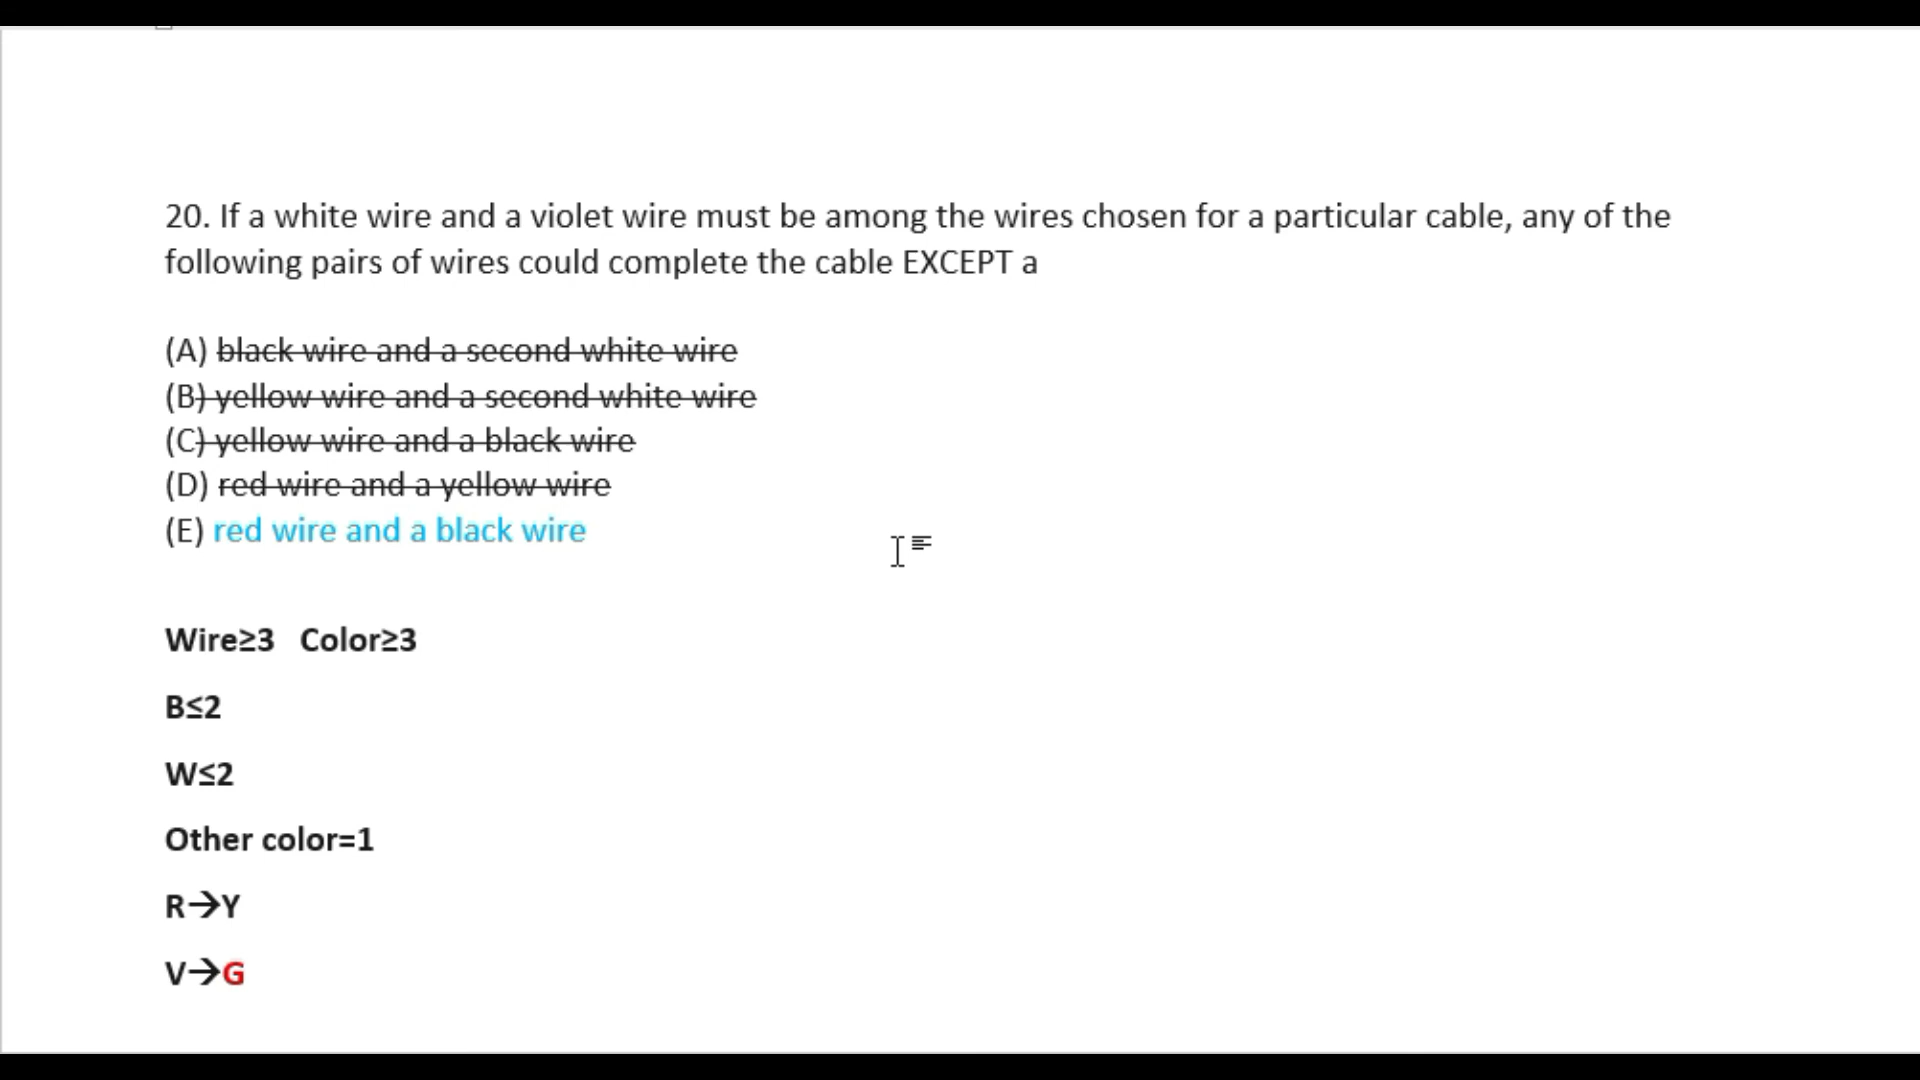 20. If a white wire and a violet wire must be among the wires chosen for a particular cable, any of the
following pairs of wires could complete the cable EXCEPT a
(A) black wire and a second white wire
(B) yellow wire and a second white wire
(C) yellow wire and a black wire
(D) red wire and a yellow wire
(E) red wire and a black wire
Wire≥3 Color≥3
B≤2
W≤2
Other color=1
R→Y
V→G